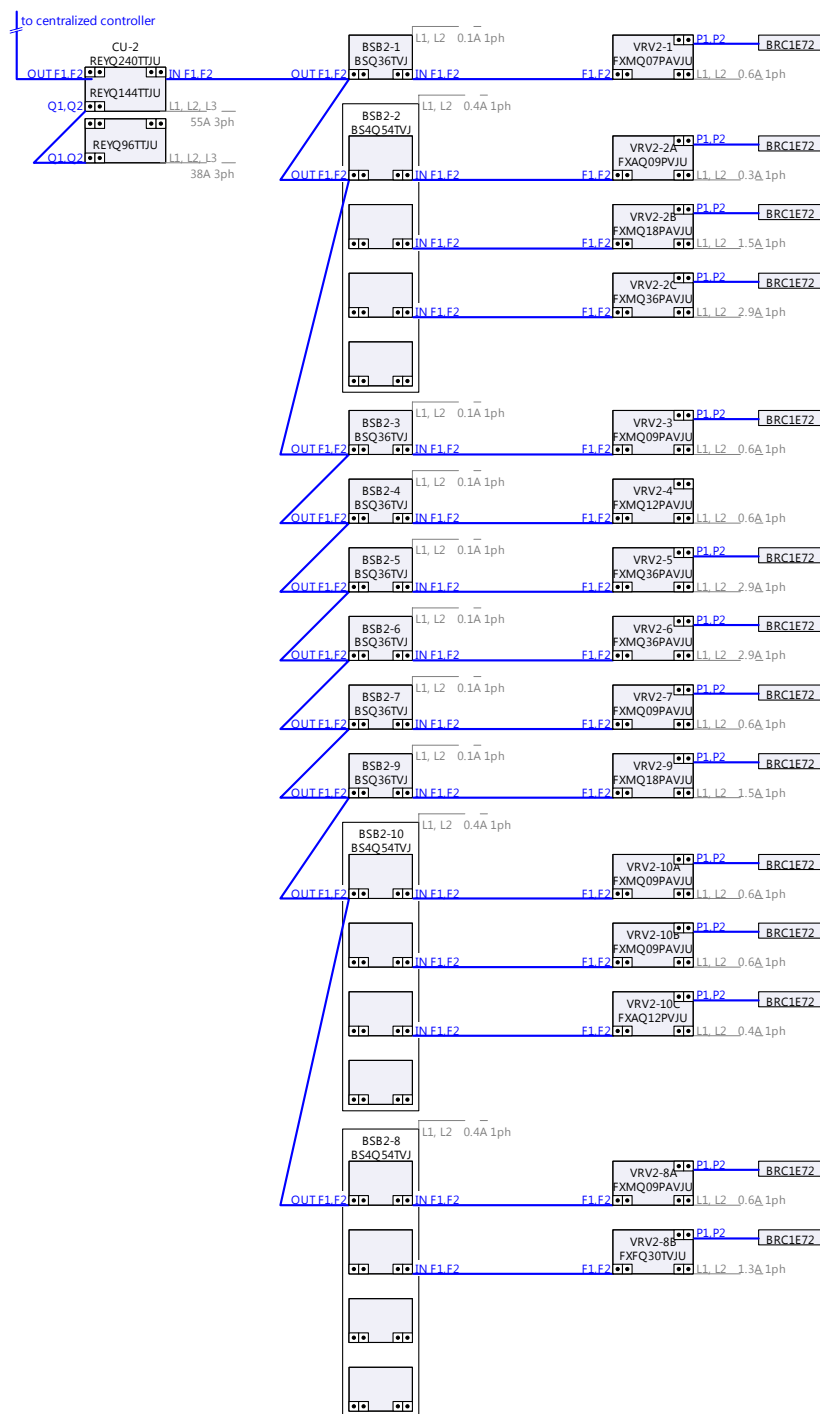 to centralized controller
CU-2
REYQ240TTJU
OUT F1,F2 IN F1,F2
REYQ144TTJU
Q1,Q2 L1, L2, L3
55A 3ph
REYQ96TTJU
Q1,Q2 L1, L2, L3
38A 3ph
L1, L2 0.1A 1ph
BSB2-1
BSQ36TVJ
OUT F1,F2 IN F1,F2
VRV2-1
FXMQ07PAVJU
F1,F2 P1,P2 BRC1E72
L1, L2 0.6A 1ph
L1, L2 0.4A 1ph
BSB2-2
BS4Q54TVJ
OUT F1,F2 IN F1,F2
VRV2-2A
FXAQ09PVJU
F1,F2 P1,P2 BRC1E72
L1, L2 0.3A 1ph
IN F1,F2
VRV2-2B
FXMQ18PAVJU
F1,F2 P1,P2 BRC1E72
L1, L2 1.5A 1ph
IN F1,F2
VRV2-2C
FXMQ36PAVJU
F1,F2 P1,P2 BRC1E72
L1, L2 2.9A 1ph
L1, L2 0.1A 1ph
BSB2-3
BSQ36TVJ
OUT F1,F2 IN F1,F2
VRV2-3
FXMQ09PAVJU
F1,F2 P1,P2 BRC1E72
L1, L2 0.6A 1ph
L1, L2 0.1A 1ph
BSB2-4
BSQ36TVJ
OUT F1,F2 IN F1,F2
VRV2-4
FXMQ12PAVJU
F1,F2
L1, L2 0.6A 1ph
L1, L2 0.1A 1ph
BSB2-5
BSQ36TVJ
OUT F1,F2 IN F1,F2
VRV2-5
FXMQ36PAVJU
F1,F2 P1,P2 BRC1E72
L1, L2 2.9A 1ph
L1, L2 0.1A 1ph
BSB2-6
BSQ36TVJ
OUT F1,F2 IN F1,F2
VRV2-6
FXMQ36PAVJU
F1,F2 P1,P2 BRC1E72
L1, L2 2.9A 1ph
L1, L2 0.1A 1ph
BSB2-7
BSQ36TVJ
OUT F1,F2 IN F1,F2
VRV2-7
FXMQ09PAVJU
F1,F2 P1,P2 BRC1E72
L1, L2 0.6A 1ph
L1, L2 0.1A 1ph
BSB2-9
BSQ36TVJ
OUT F1,F2 IN F1,F2
VRV2-9
FXMQ18PAVJU
F1,F2 P1,P2 BRC1E72
L1, L2 1.5A 1ph
L1, L2 0.4A 1ph
BSB2-10
BS4Q54TVJ
OUT F1,F2 IN F1,F2
VRV2-10A
FXMQ09PAVJU
F1,F2 P1,P2 BRC1E72
L1, L2 0.6A 1ph
IN F1,F2
VRV2-10B
FXMQ09PAVJU
F1,F2 P1,P2 BRC1E72
L1, L2 0.6A 1ph
IN F1,F2
VRV2-10C
FXAQ12PVJU
F1,F2 P1,P2 BRC1E72
L1, L2 0.4A 1ph
L1, L2 0.4A 1ph
BSB2-8
BS4Q54TVJ
OUT F1,F2 IN F1,F2
VRV2-8A
FXMQ09PAVJU
F1,F2 P1,P2 BRC1E72
L1, L2 0.6A 1ph
IN F1,F2
VRV2-8B
FXFQ30TVJU
F1,F2 P1,P2 BRC1E72
L1, L2 1.3A 1ph